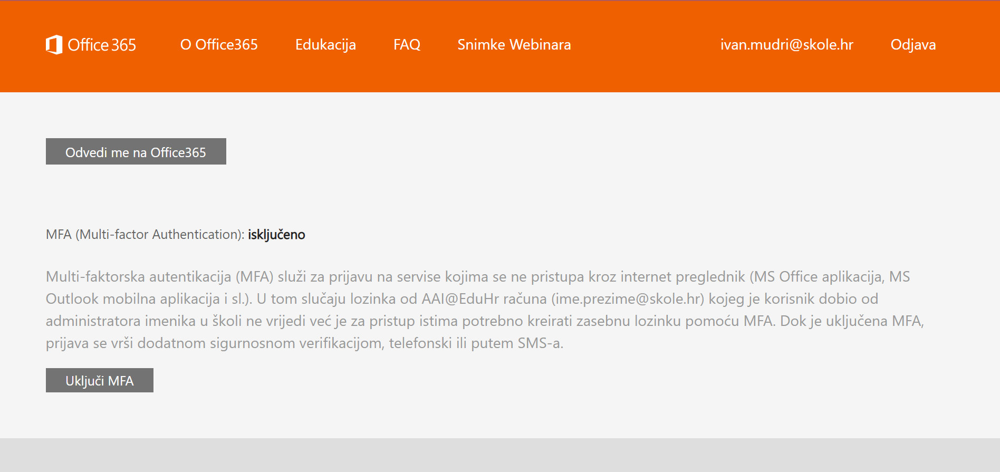 Office 365 O Office365 Edukacija FAQ Snimke Webinara ivan.mudri@skole.hr Odjava
Odvedi me na Office365
MFA (Multi-factor Authentication): isključeno
Multi-faktorska autentikacija (MFA) služi za prijavu na servise kojima se ne pristupa kroz internet preglednik (MS Office aplikacija, MS
Outlook mobilna aplikacija i sl.). U tom slučaju lozinka od AAI@EduHr računa (ime.prezime@skole.hr) kojeg je korisnik dobio od
administratora imenika u školi ne vrijedi već je za pristup istima potrebno kreirati zasebnu lozinku pomoću MFA. Dok je uključena MFA,
prijava se vrši dodatnom sigurnosnom verifikacijom, telefonski ili putem SMS-a.
Uključi MFA